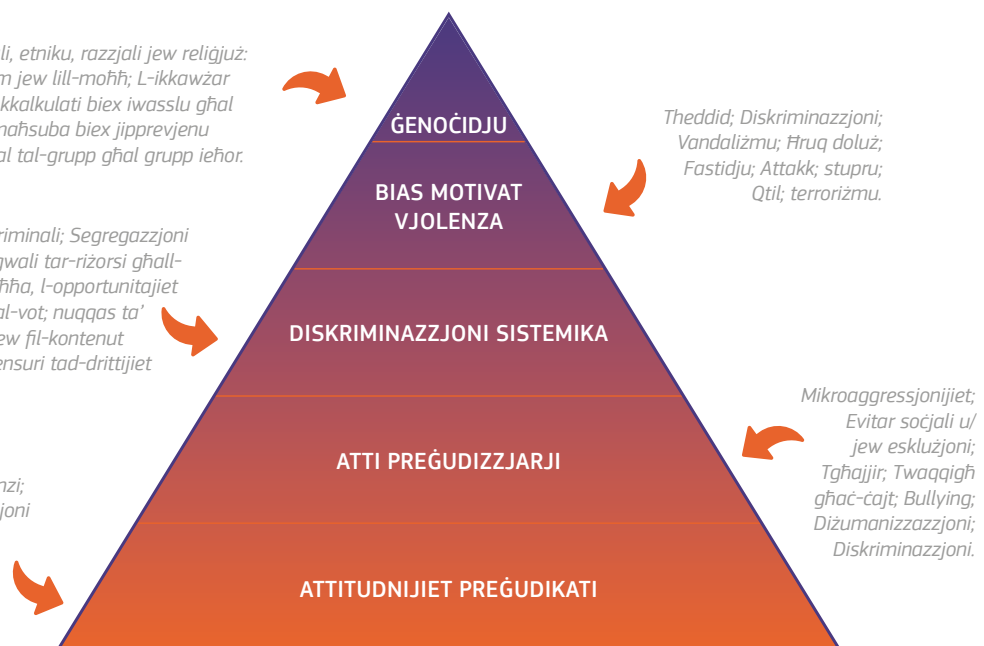 li, etniku, razzjali jew reliġjuż:
m jew lill-moħħ; L-ikkawżar
kkalkulati biex iwasslu għal
maħsuba biex jipprevjenu
al tal-grupp għal grupp ieħor.
ĠENOĊIDJU
Theddid; Diskriminazzjoni;
Vandaliżmu; Ħruq doluż;
Fastidju; Attakk; stupru;
Qtil; terroriżmu.
BIAS MOTIVAT
VJOLENZA
riminali; Segregazzjoni
gwali tar-riżorsi għall-
ħħa, l-opportunitajiet
al-vot; nuqqas ta'
ew fil-kontenut
ensuri tad-drittijiet
DISKRIMINAZZJONI SISTEMIKA
Mikroaggressjonijiet;
Evitar soċjali u/
jew esklużjoni;
Tgħajjir; Twaqqigħ
għaċ-ċajt; Bullying;
Diżumanizzazzjoni;
Diskriminazzjoni.
ATTI PREĠUDIZZJARJI
nzi;
joni
ATTITUDNIJIET PREĠUDIKATI